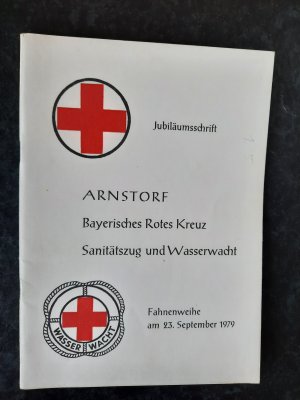 Jubiläumsschrift
ARNSTORF
Bayerisches Rotes Kreuz
Sanitätszug und Wasserwacht
WASSER WACHT
Fahnenweihe
am 23. September 1979